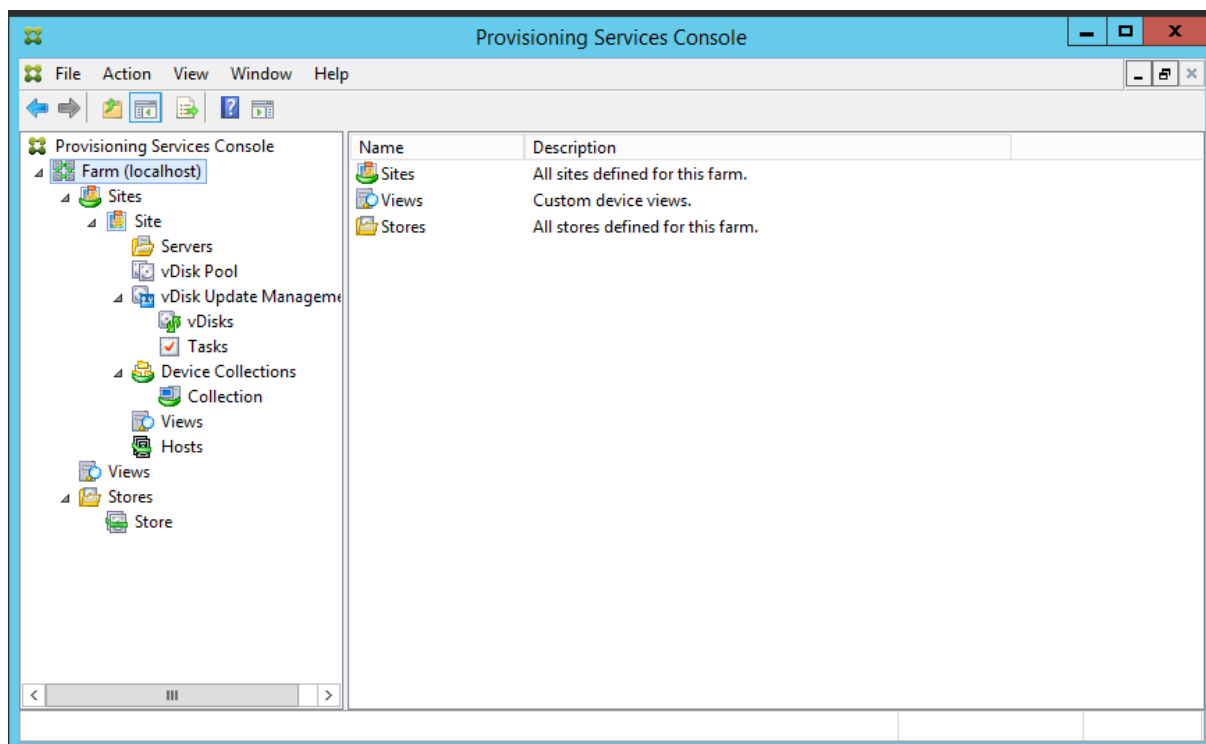 Provisioning Services Console
File Action View Window Help
Provisioning Services Console
Farm (localhost)
Sites
Site
Servers
vDisk Pool
vDisk Update Manageme
vDisks
Tasks
Device Collections
Collection
Views
Hosts
Views
Stores
Store
Name Description
Sites All sites defined for this farm.
Views Custom device views.
Stores All stores defined for this farm.